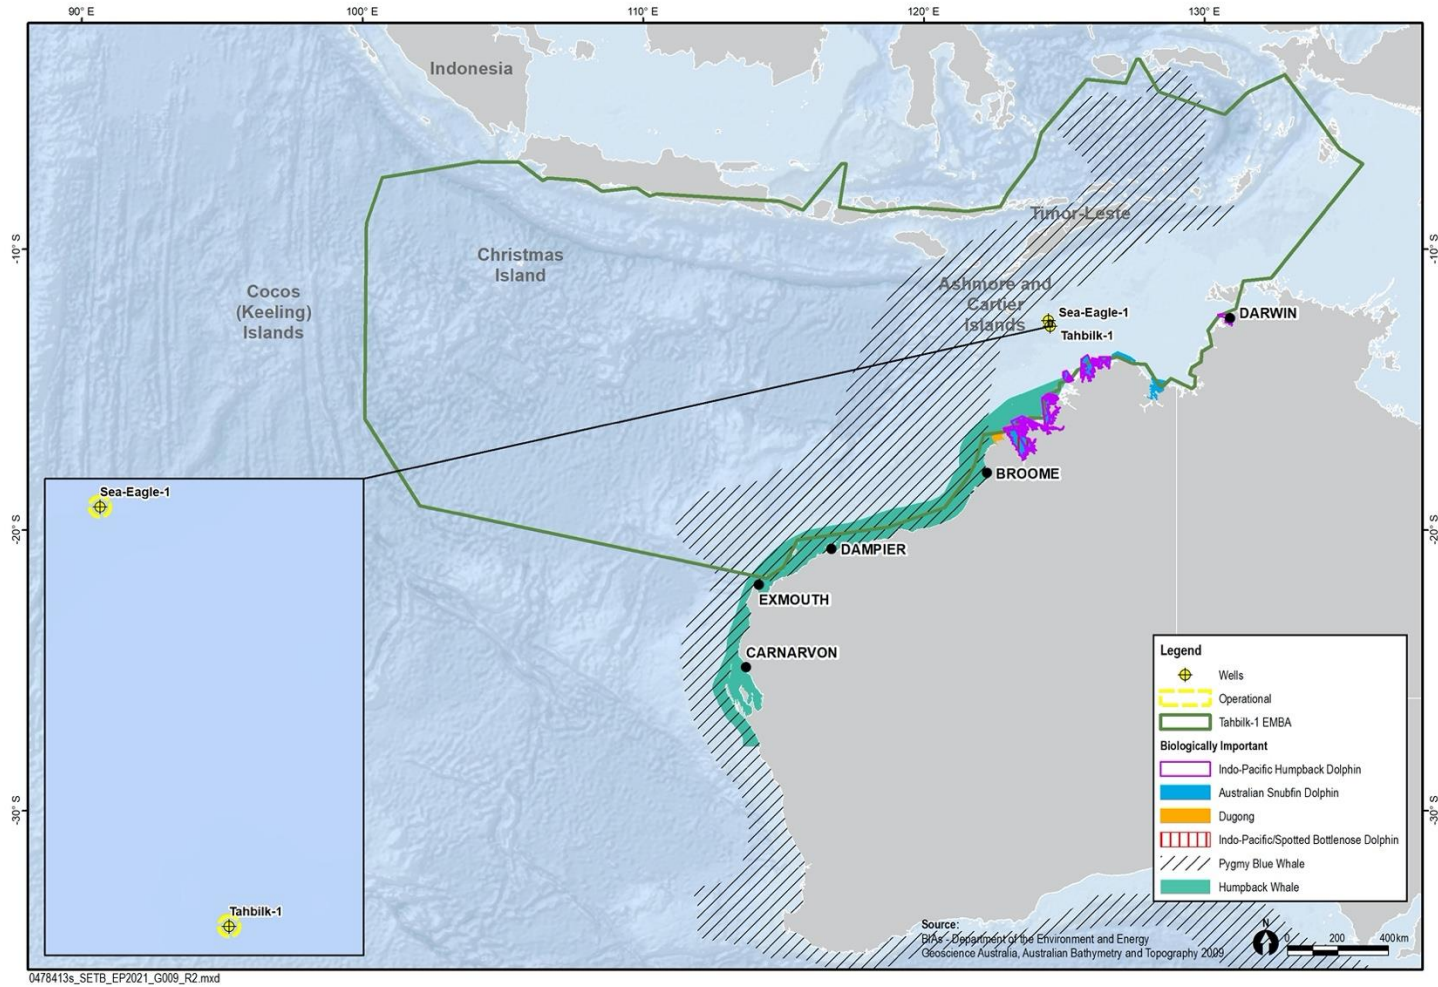 90° E
100° E
110° E
120° E
130° E
Indonesia
Christmas
Island
Cocos
(Keeling)
Islands
Timor-Leste
Ashmore and
Cartier
Islands
Sea-Eagle-1
Tahbilk-1
DARWIN
BROOME
DAMPIER
EXMOUTH
CARNARVON
-10° S
-20° S
-30° S
-10° S
-20° S
-30° S
Sea-Eagle-1
Tahbilk-1
Legend
Wells
Operational
Tahbilk-1 EMBA
Biologically Important
Indo-Pacific Humpback Dolphin
Australian Snubfin Dolphin
Dugong
Indo-Pacific/Spotted Bottlenose Dolphin
Pygmy Blue Whale
Humpback Whale
Source:
BIAs - Department of the Environment and Energy
Geoscience Australia, Australian Bathymetry and Topography 2009
N
0 200 400km
0478413s_SETB_EP2021_G009_R2.mxd